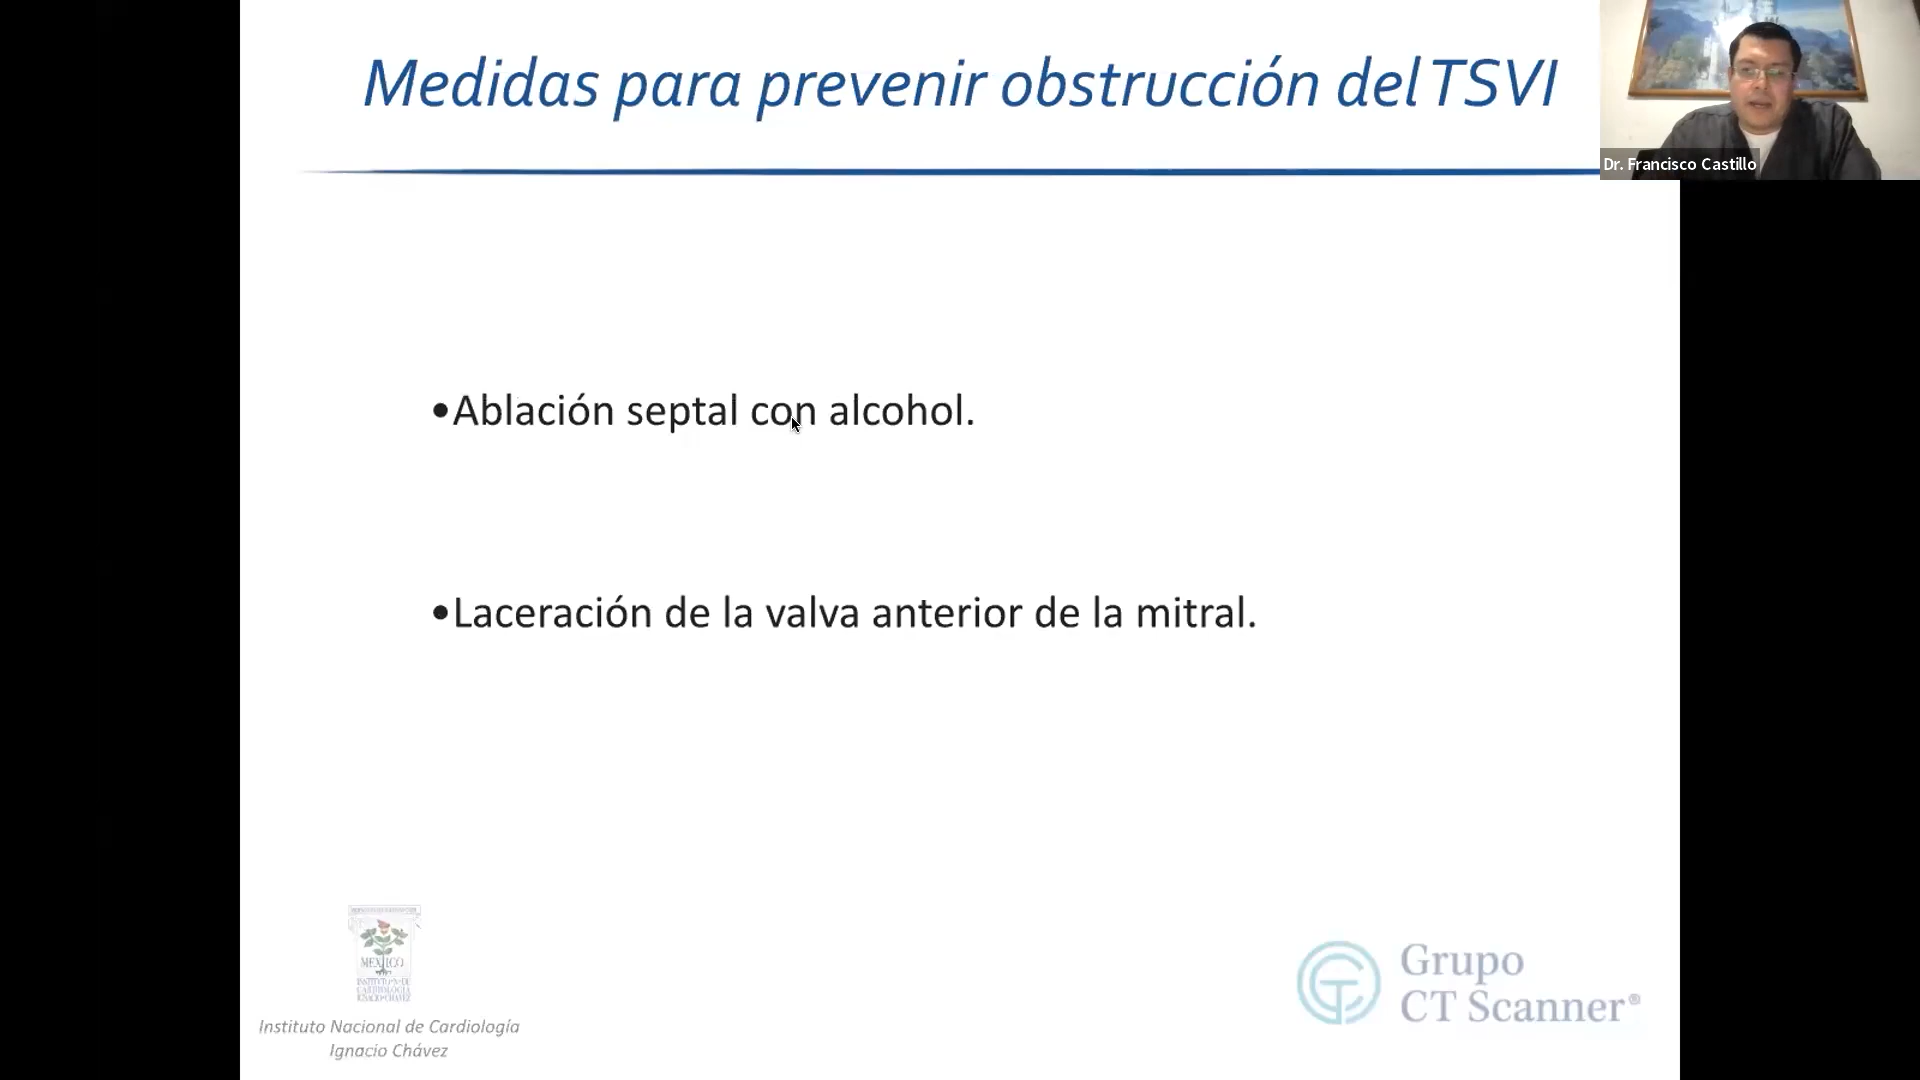 Medidas para prevenir obstrucción del TSVI
Dr. Francisco Castillo
•Ablación septal con alcohol.
•Laceración de la valva anterior de la mitral.
MEXICO
Instituto Nacional de Cardiología
Ignacio Chávez
Grupo
CT Scanner®